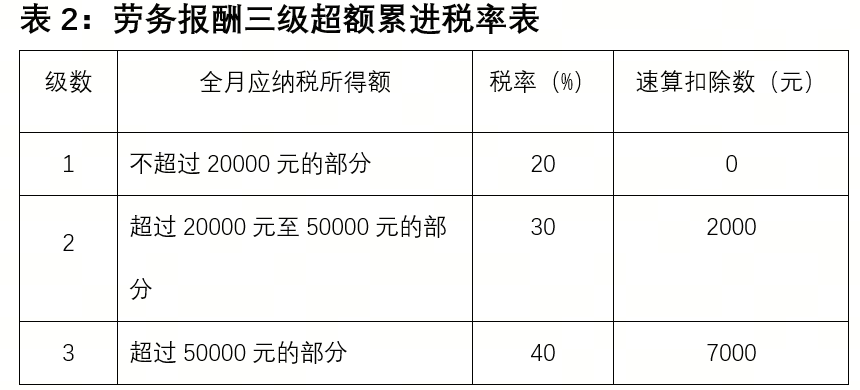 表 2：劳务报酬三级超额累进税率表
级数 全月应纳税所得额 税率（%） 速算扣除数（元）
1 不超过 20000 元的部分 20 0
2 超过 20000 元至 50000 元的部 30 2000
分
3 超过 50000 元的部分 40 7000